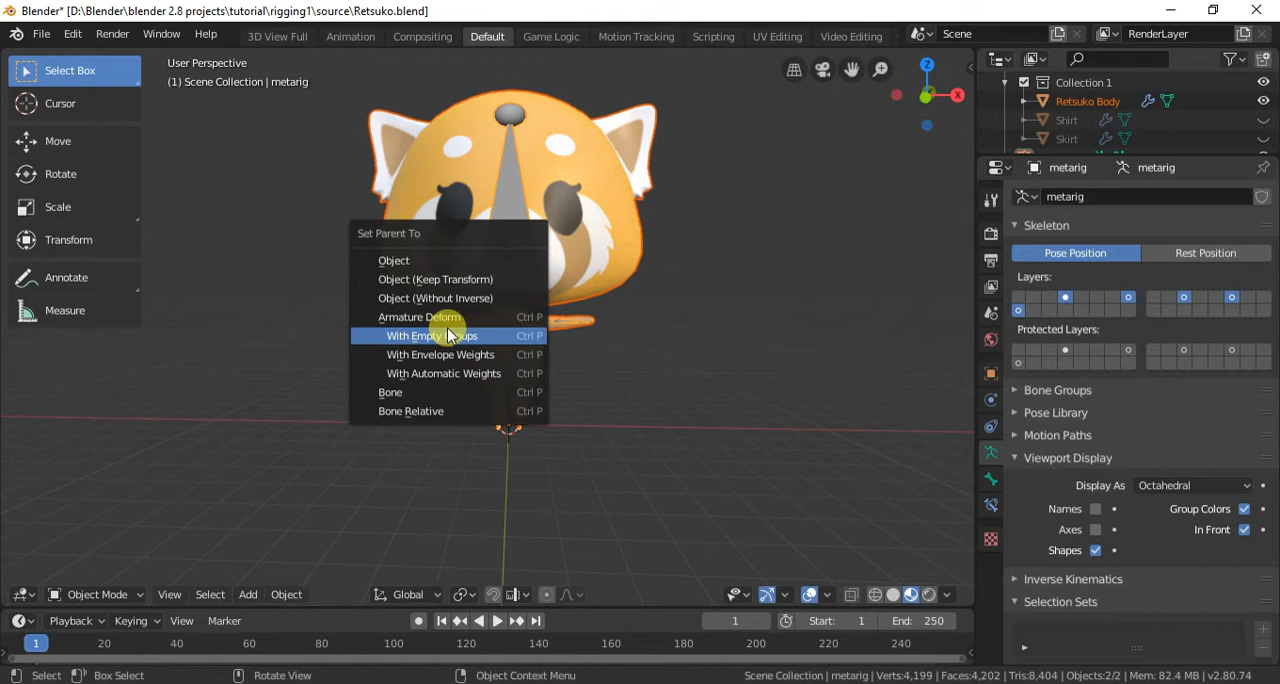 Blender* [D:\Blender\blender 2.8 projects\tutorial\rigging1\source\Retsuko.blend]
File Edit Render Window Help
3D View Full Animation Compositing Default Game Logic Motion Tracking Scripting UV Editing Video Editing
Scene
RenderLayer
Select Box
Cursor
Move
Rotate
Scale
Transform
Annotate
Measure
User Perspective
(1) Scene Collection | metarig
Z
X
Set Parent To
Object
Object (Keep Transform)
Object (Without Inverse)
Armature Deform Ctrl P
With Empty Groups Ctrl P
With Envelope Weights Ctrl P
With Automatic Weights Ctrl P
Bone Ctrl P
Bone Relative Ctrl P
Collection 1
Retsuko Body
Shirt
Skirt
metarig metarig
metarig
Skeleton
Pose Position Rest Position
Layers:
Protected Layers:
Bone Groups
Pose Library
Motion Paths
Viewport Display
Display As Octahedral
Names Group Colors
Axes In Front
Shapes
Inverse Kinematics
Selection Sets
Object Mode View Select Add Object Global
Playback Keying View Marker 1 Start: 1 End: 250
1 20 40 60 80 100 120 140 160 180 200 220 240
Select Box Select Rotate View Object Context Menu Scene Collection | metarig | Verts:4,199 | Faces:4,202 | Tris:8,404 | Objects:2/2 | Mem: 82.4 MB | v2.80.74